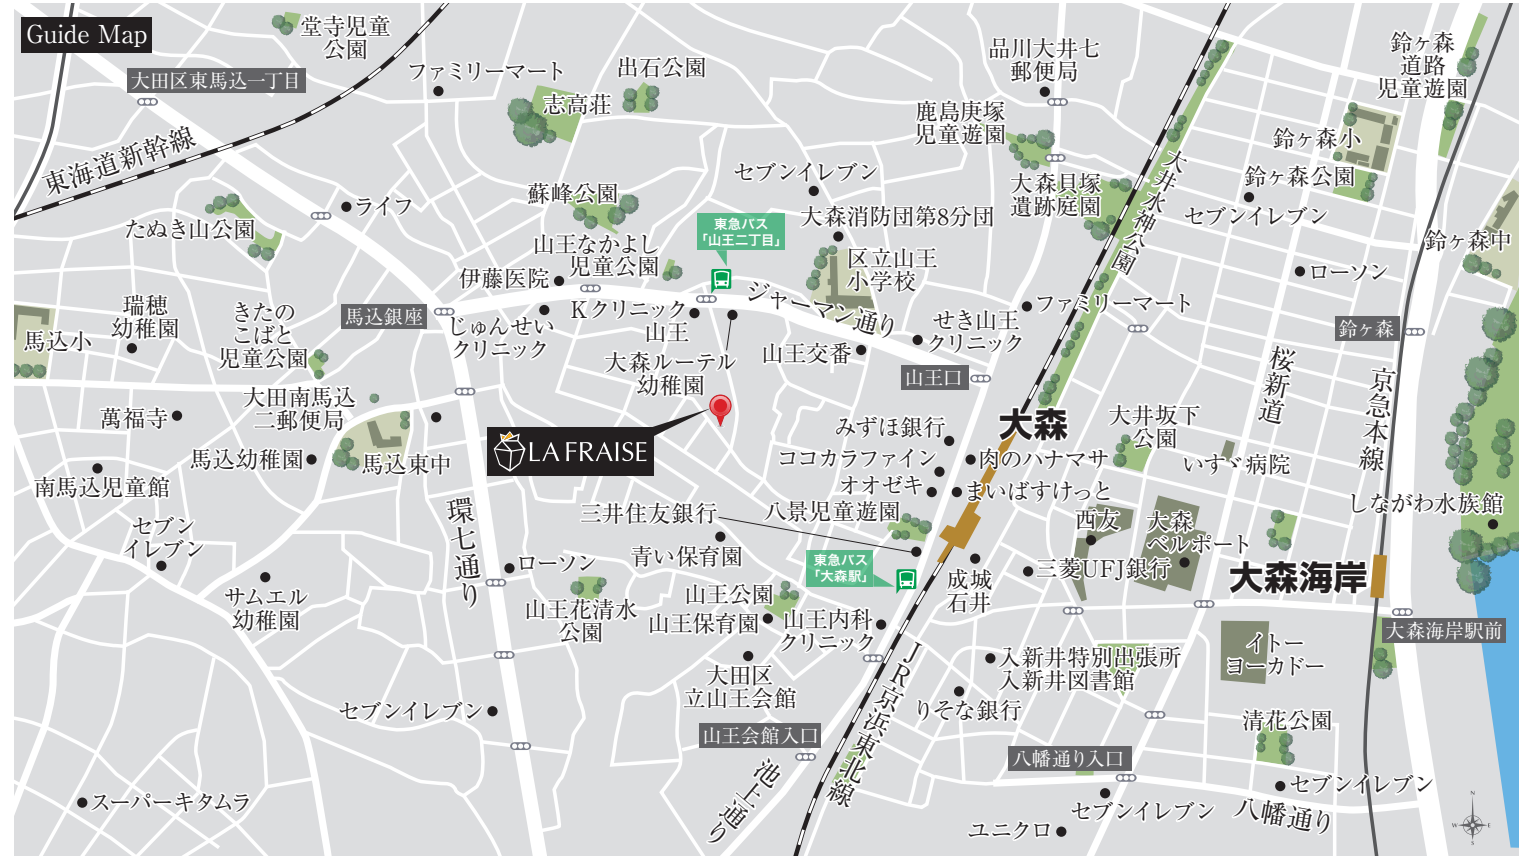 Guide Map
堂寺児童
公園
大田区東馬込一丁目
ファミリーマート
出石公園
志高荘
品川大井七
郵便局
鈴ヶ森
道路
児童遊園
鹿島庚塚
児童遊園
鈴ヶ森小
東海道新幹線
大井水神公園
セブンイレブン
大森貝塚
遺跡庭園
鈴ヶ森公園
セブンイレブン
ライフ
蘇峰公園
大森消防団第8分団
たぬき山公園
東急バス
「山王二丁目」
山王なかよし
児童公園
区立山王
小学校
鈴ヶ森中
ローソン
伊藤医院
Kクリニック
山王
ジャーマン通り
ファミリーマート
瑞穂
幼稚園
きたの
こばと
児童公園
馬込銀座
じゅんせい
クリニック
せき山王
クリニック
鈴ヶ森
馬込小
大森ルーテル
幼稚園
山王交番
山王口
桜新道
京急本線
萬福寺
大田南馬込
二郵便局
大森
大井坂下
公園
みずほ銀行
LA FRAISE
馬込幼稚園
馬込東中
ココカラファイン
肉のハナマサ
いすゞ病院
南馬込児童館
オオゼキ
まいばすけっと
しながわ水族館
環七通り
三井住友銀行
八景児童遊園
西友
大森
ベルポート
セブン
イレブン
青い保育園
ローソン
東急バス
「大森駅」
成城
石井
三菱UFJ銀行
大森海岸
サムエル
幼稚園
山王花清水
公園
山王公園
山王保育園
山王内科
クリニック
大森海岸駅前
イトー
ヨーカドー
JR京浜東北線
入新井特別出張所
入新井図書館
大田区
立山王会館
セブンイレブン
りそな銀行
清花公園
山王会館入口
八幡通り入口
池上通り
セブンイレブン
スーパーキタムラ
セブンイレブン
八幡通り
ユニクロ
N
W
E
S